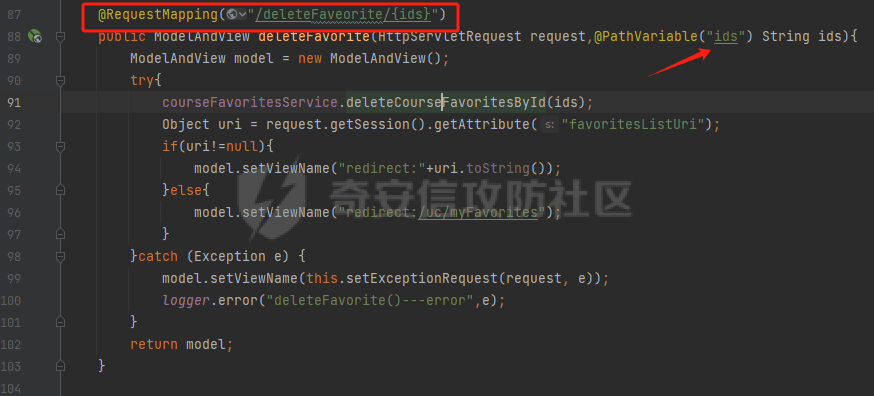 87 @RequestMapping("/deleteFaveorite/{ids}")
88 public ModelAndView deleteFavorite(HttpServletRequest request,@PathVariable("ids") String ids){
89 ModelAndView model = new ModelAndView();
90 try{
91 courseFavoritesService.deleteCourseFavoritesById(ids);
92 Object uri = request.getSession().getAttribute( s: "favoritesListUri");
93 if(uri!=null){
94 model.setViewName("redirect:"+uri.toString());
95 }else{
96 model.setViewName("redirect:/uc/myFavorites");
97 }
98 }catch (Exception e) {
99 model.setViewName(this.setExceptionRequest(request, e));
100 logger.error("deleteFavorite()---error",e);
101 }
102 return model;
103 }
104
奇安信攻防社区